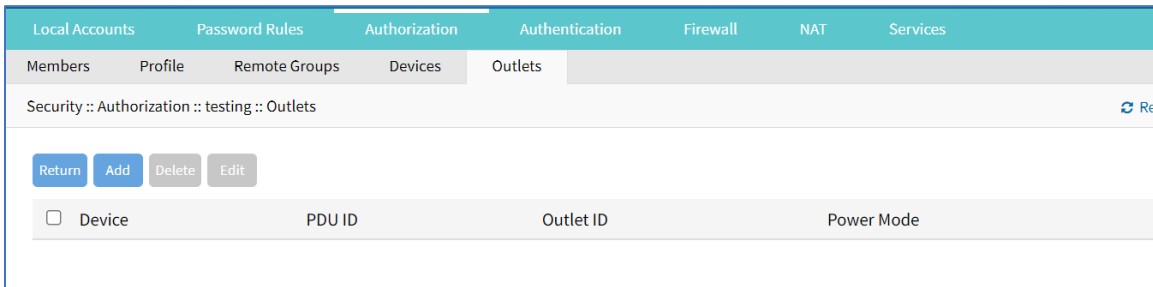 Local Accounts Password Rules Authorization Authentication Firewall NAT Services
Members Profile Remote Groups Devices Outlets
Security :: Authorization :: testing :: Outlets Re
Return Add Delete Edit
Device PDU ID Outlet ID Power Mode